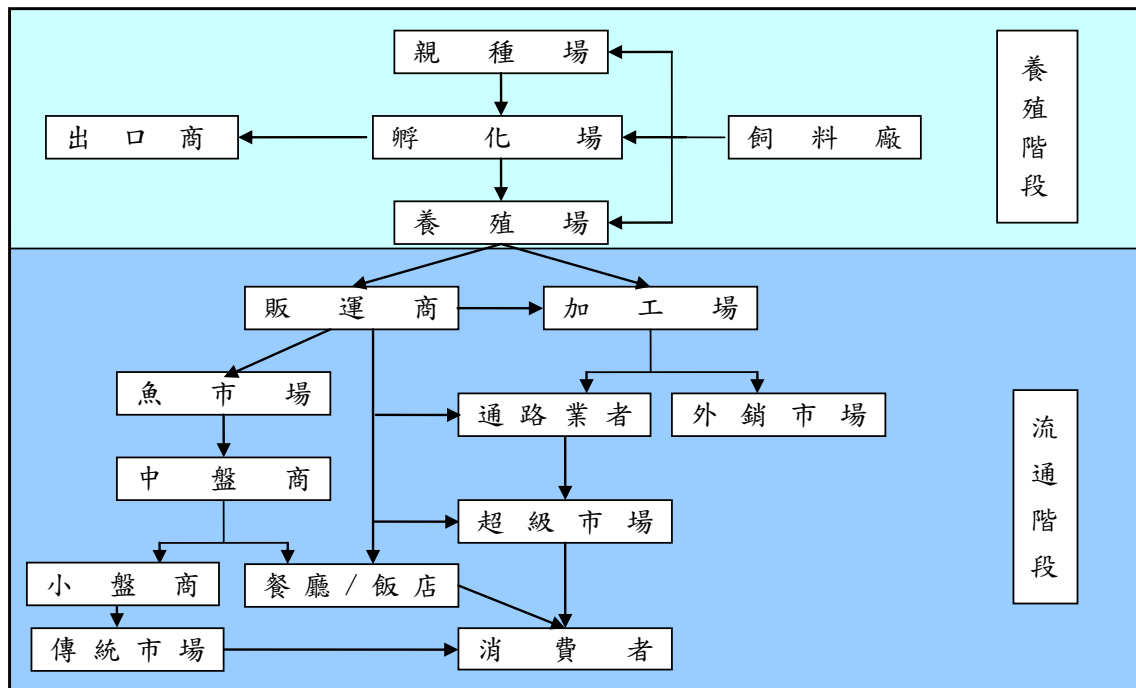 親種場
養殖階段
出口商
孵化場
飼料廠
養殖場
販運商
加工場
魚市場
通路業者
外銷市場
流通階段
中盤商
超級市場
小盤商
餐廳/飯店
傳統市場
消費者